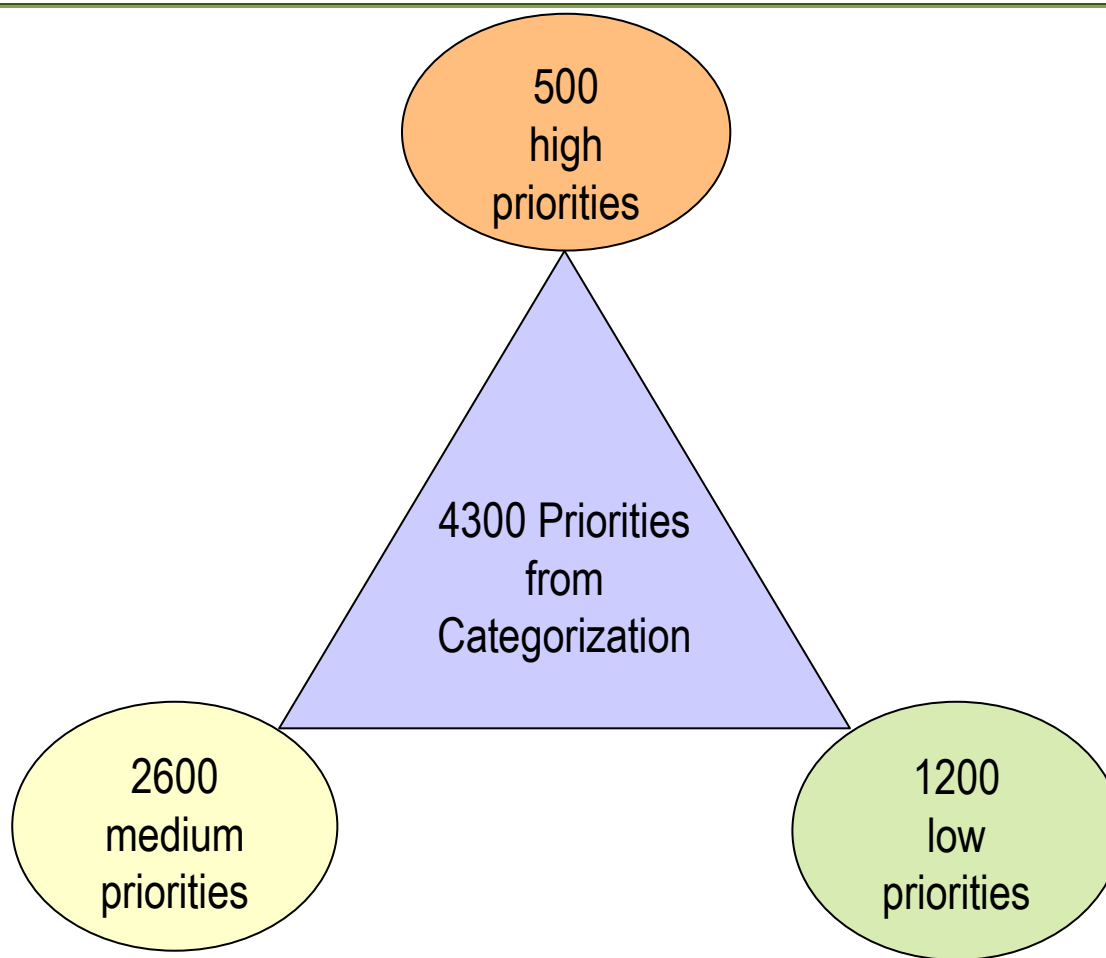 500
high
priorities
4300 Priorities
from
Categorization
2600
medium
priorities
1200
low
priorities